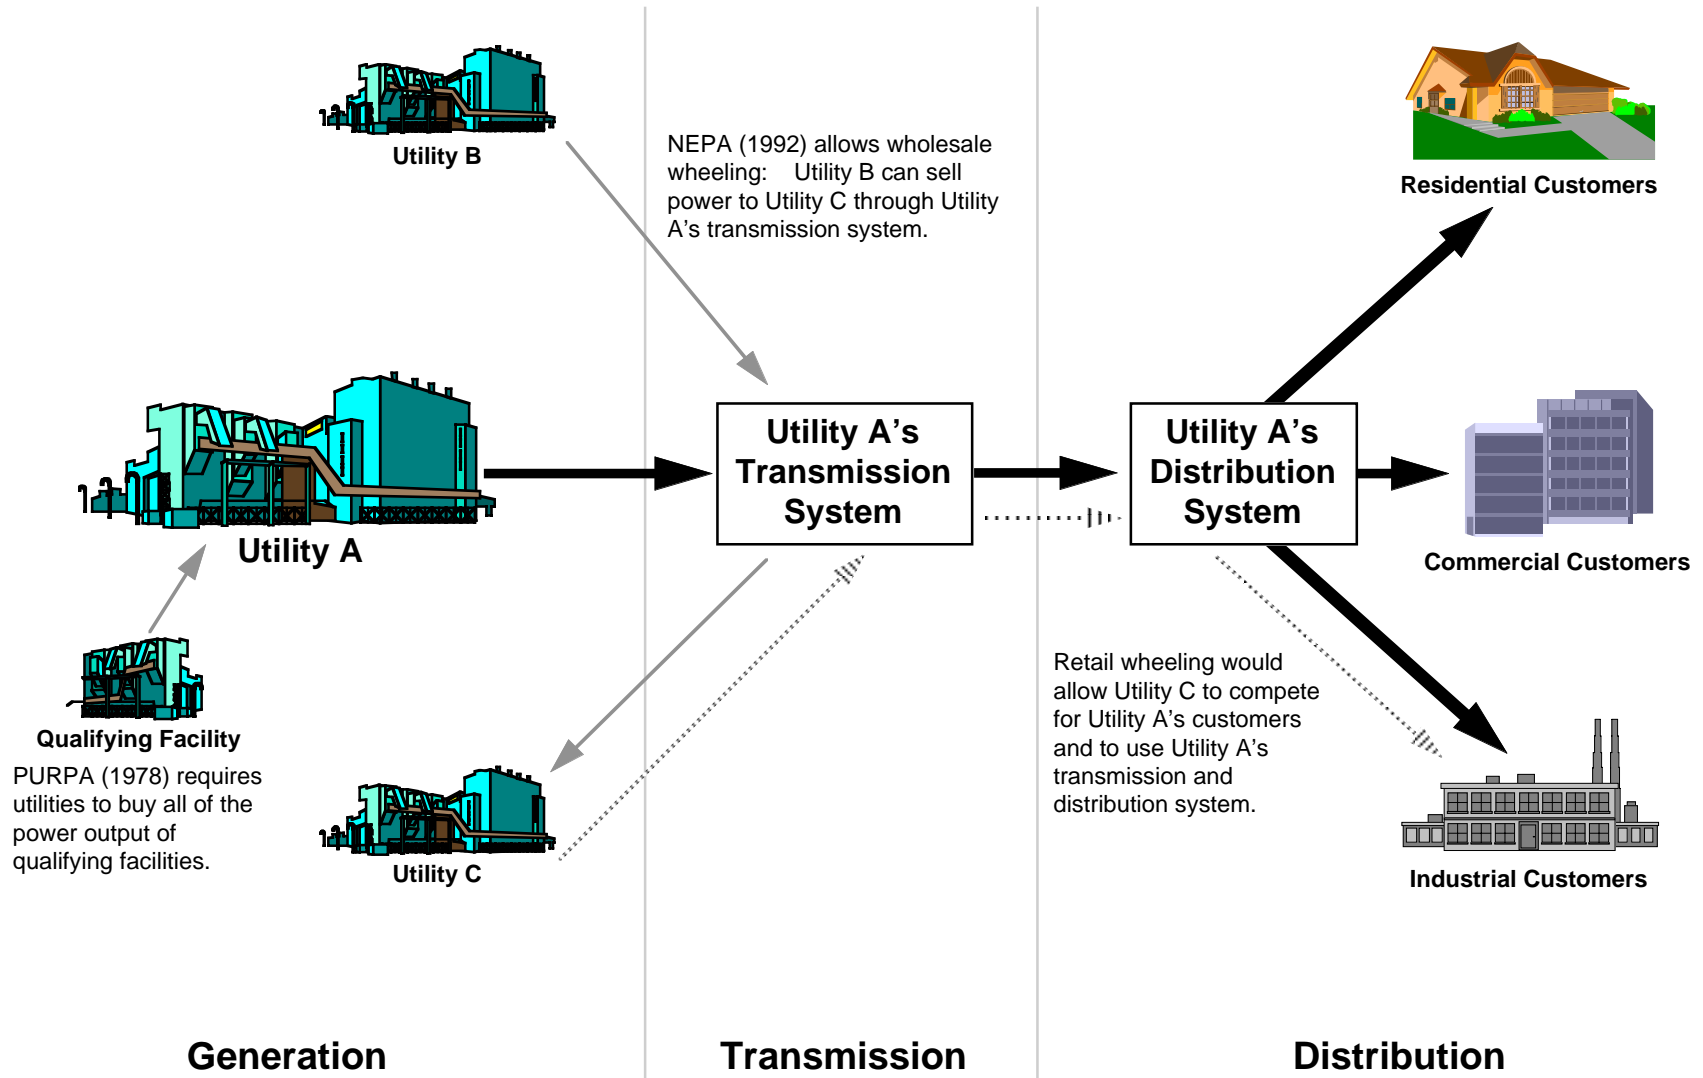 Utility B
NEPA (1992) allows wholesale
wheeling: Utility B can sell
power to Utility C through Utility
A’s transmission system.
Residential Customers
Utility A
Utility A’s
Transmission
System
Utility A’s
Distribution
System
Commercial Customers
Qualifying Facility
PURPA (1978) requires
utilities to buy all of the
power output of
qualifying facilities.
Utility C
Retail wheeling would
allow Utility C to compete
for Utility A’s customers
and to use Utility A’s
transmission and
distribution system.
Industrial Customers
Generation
Transmission
Distribution